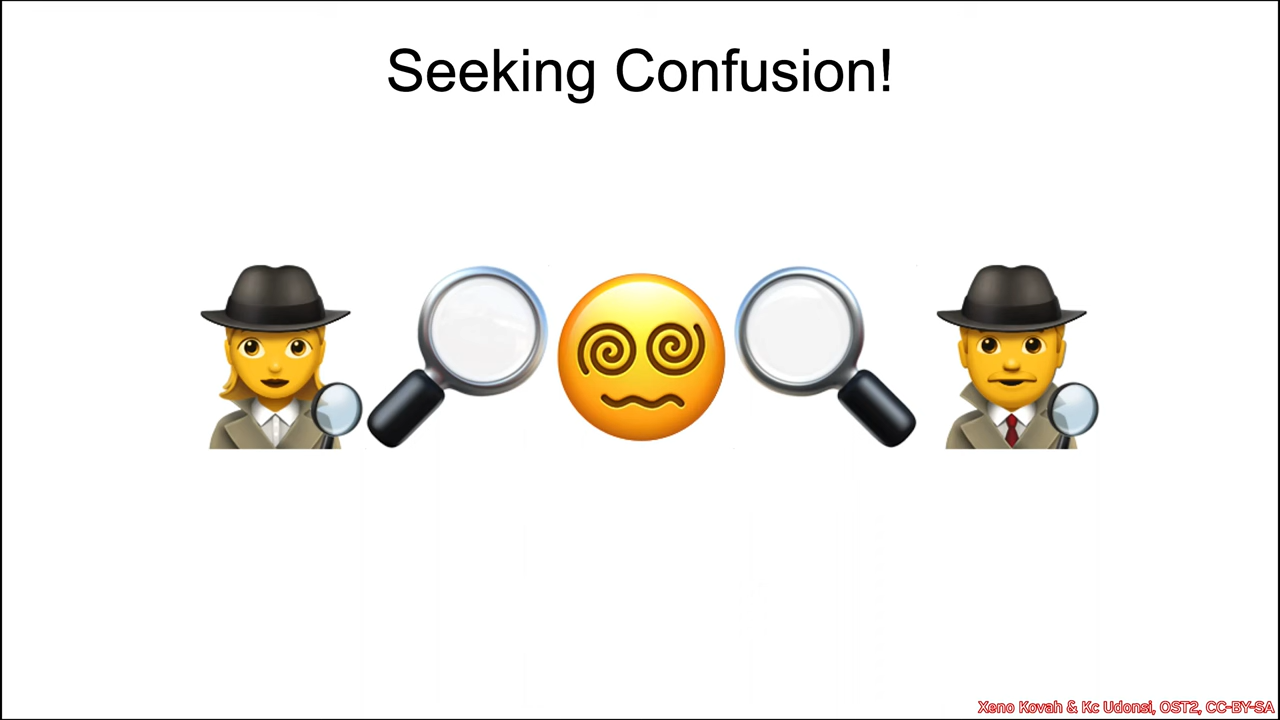 Seeking Confusion!
Xeno Kovah & Kc Udonsi, OST2, CC-BY-SA